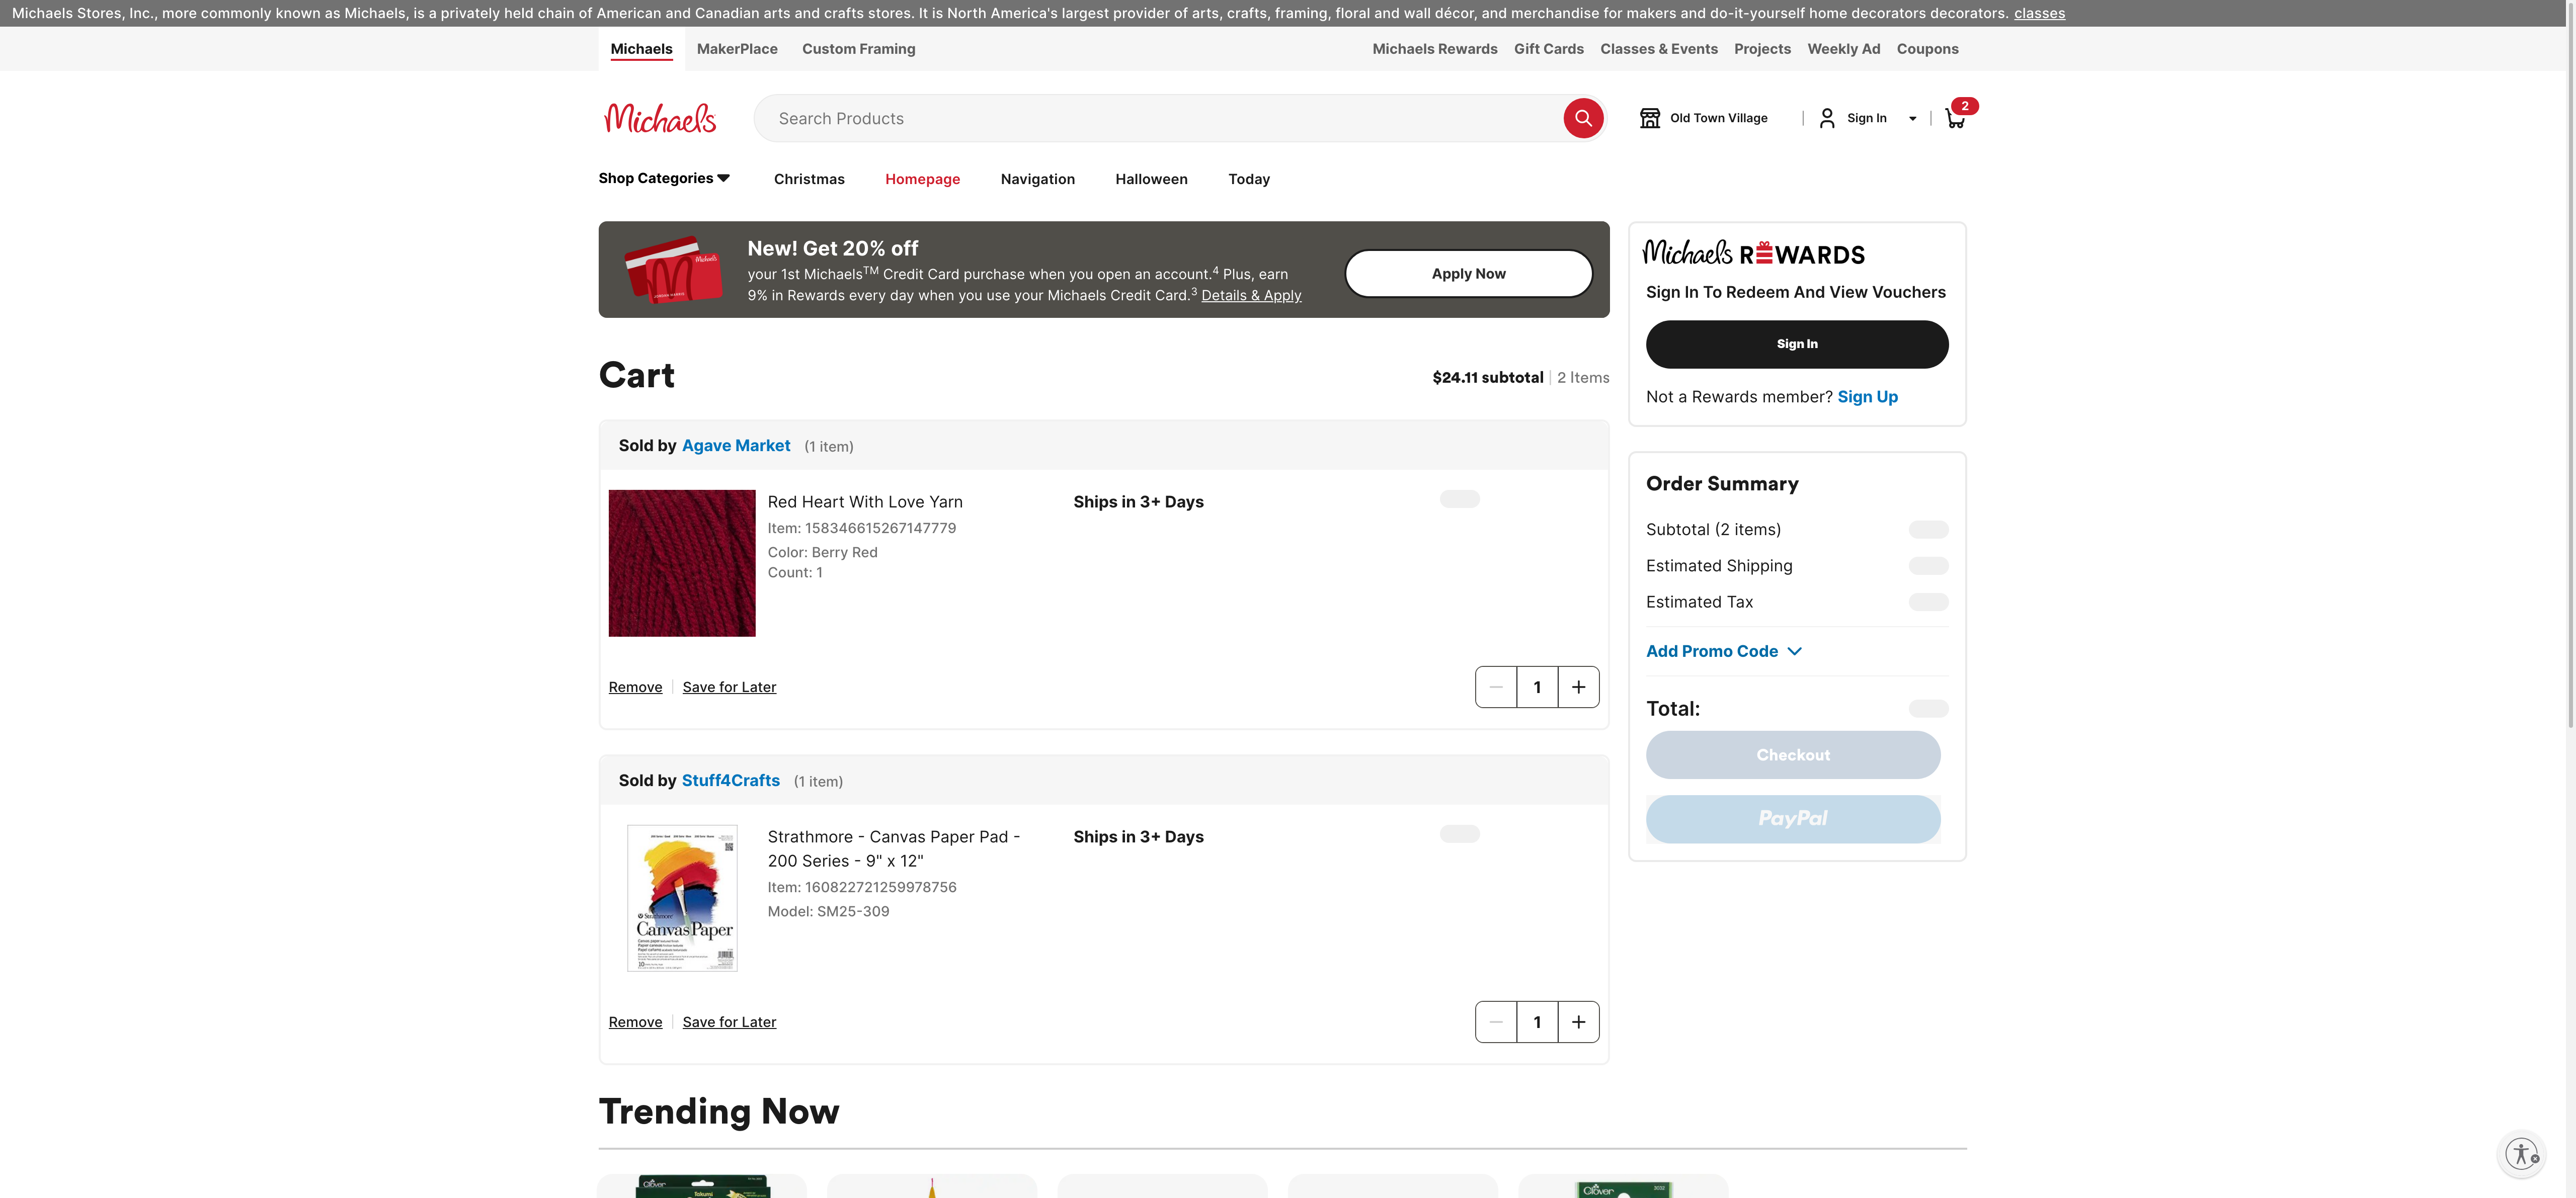 Michaels Stores, Inc., more commonly known as Michaels, is a privately held chain of American and Canadian arts and crafts stores. It is North America's largest provider of arts, crafts, framing, floral and wall décor, and merchandise for makers and do-it-yourself home decorators decorators. classes
Michaels MakerPlace Custom Framing Michaels Rewards Gift Cards Classes & Events Projects Weekly Ad Coupons
Michaels Search Products Old Town Village Sign In 2
Shop Categories Christmas Homepage Navigation Halloween Today
New! Get 20% off
your 1st Michaels™ Credit Card purchase when you open an account.⁴ Plus, earn
9% in Rewards every day when you use your Michaels Credit Card.³ Details & Apply
Apply Now
Michaels REWARDS
Sign In To Redeem And View Vouchers
Sign In
Not a Rewards member? Sign Up
Cart
$24.11 subtotal | 2 Items
Sold by Agave Market (1 item)
Red Heart With Love Yarn
Item: 158346615267147779
Color: Berry Red
Count: 1
Ships in 3+ Days
Remove | Save for Later
1
Sold by Stuff4Crafts (1 item)
Strathmore - Canvas Paper Pad -
200 Series - 9" x 12"
Item: 160822721259978756
Model: SM25-309
Ships in 3+ Days
Strathmore
Canvas Paper
10
Remove | Save for Later
1
Order Summary
Subtotal (2 items)
Estimated Shipping
Estimated Tax
Add Promo Code
Total:
Checkout
PayPal
Trending Now
Clover
Takumi
Clover
3032